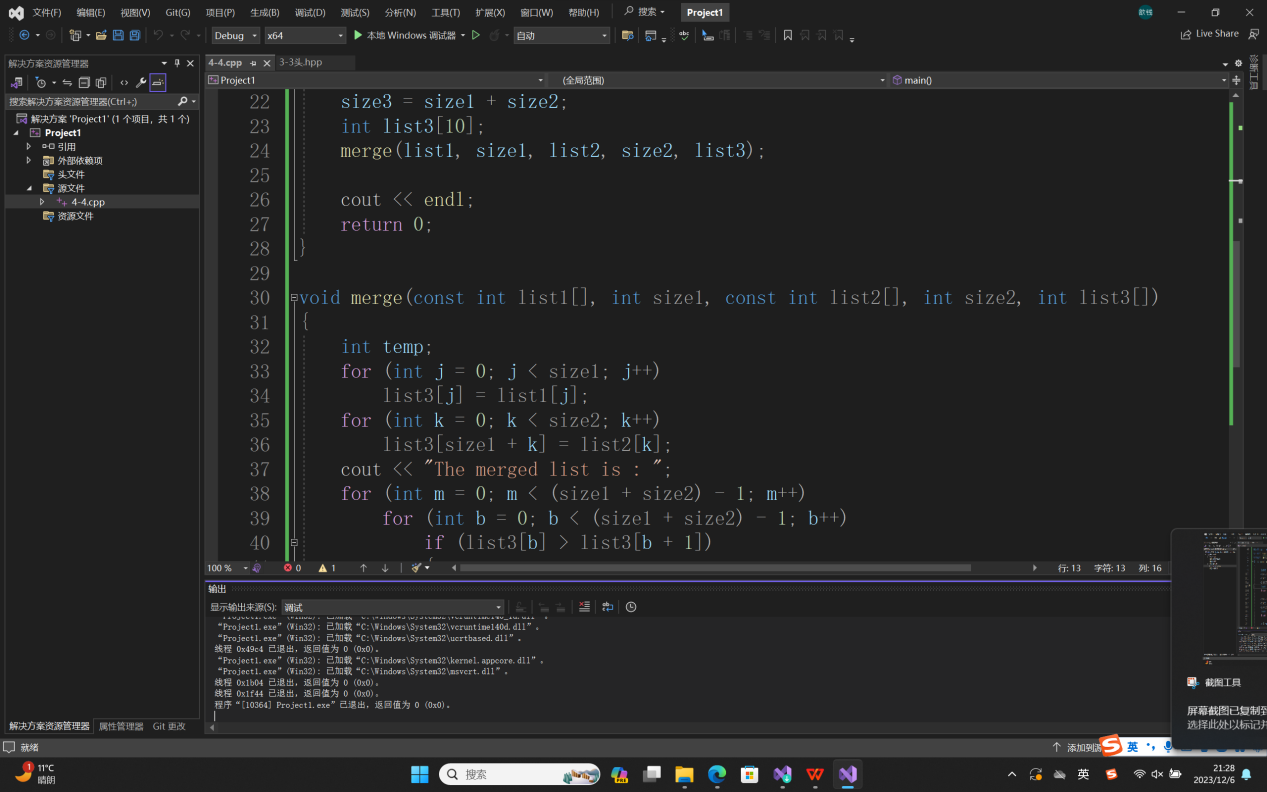 文件(F) 编辑(E) 视图(V) Git(G) 项目(P) 生成(B) 调试(D) 测试(S) 分析(N) 工具(T) 扩展(X) 窗口(W) 帮助(H) 搜索 Project1
Debug x64 本地 Windows 调试器 自动 Live Share
解决方案资源管理器
搜索解决方案资源管理器(Ctrl+;)
解决方案 'Project1' (1 个项目，共 1 个)
Project1
引用
外部依赖项
头文件
源文件
4-4.cpp
资源文件
解决方案资源管理器 属性管理器 Git 更改
4-4.cpp 3-3头.hpp
Project1 (全局范围) main()
22 size3 = size1 + size2;
23 int list3[10];
24 merge(list1, size1, list2, size2, list3);
25
26 cout << endl;
27 return 0;
28 }
29
30 void merge(const int list1[], int size1, const int list2[], int size2, int list3[])
31 {
32 int temp;
33 for (int j = 0; j < size1; j++)
34 list3[j] = list1[j];
35 for (int k = 0; k < size2; k++)
36 list3[size1 + k] = list2[k];
37 cout << "The merged list is : ";
38 for (int m = 0; m < (size1 + size2) - 1; m++)
39 for (int b = 0; b < (size1 + size2) - 1; b++)
40 if (list3[b] > list3[b + 1])
100 % 0 1 行: 13 字符: 13 列: 16
输出
显示输出来源(S): 调试
“Project1.exe”(Win32): 已加载“C:\Windows\System32\vcruntime140d.dll”。
“Project1.exe”(Win32): 已加载“C:\Windows\System32\ucrtbased.dll”。
线程 0x49c4 已退出，返回值为 0 (0x0)。
“Project1.exe”(Win32): 已加载“C:\Windows\System32\kernel.appcore.dll”。
“Project1.exe”(Win32): 已加载“C:\Windows\System32\msvcrt.dll”。
线程 0x1b04 已退出，返回值为 0 (0x0)。
线程 0x1f44 已退出，返回值为 0 (0x0)。
程序“[10364] Project1.exe”已退出，返回值为 0 (0x0)。
诊断工具
截图工具
屏幕截图已复制到
选择此处以标记并
就绪 添加到源 英
11°C
晴朗
搜索
英
21:28
2023/12/6